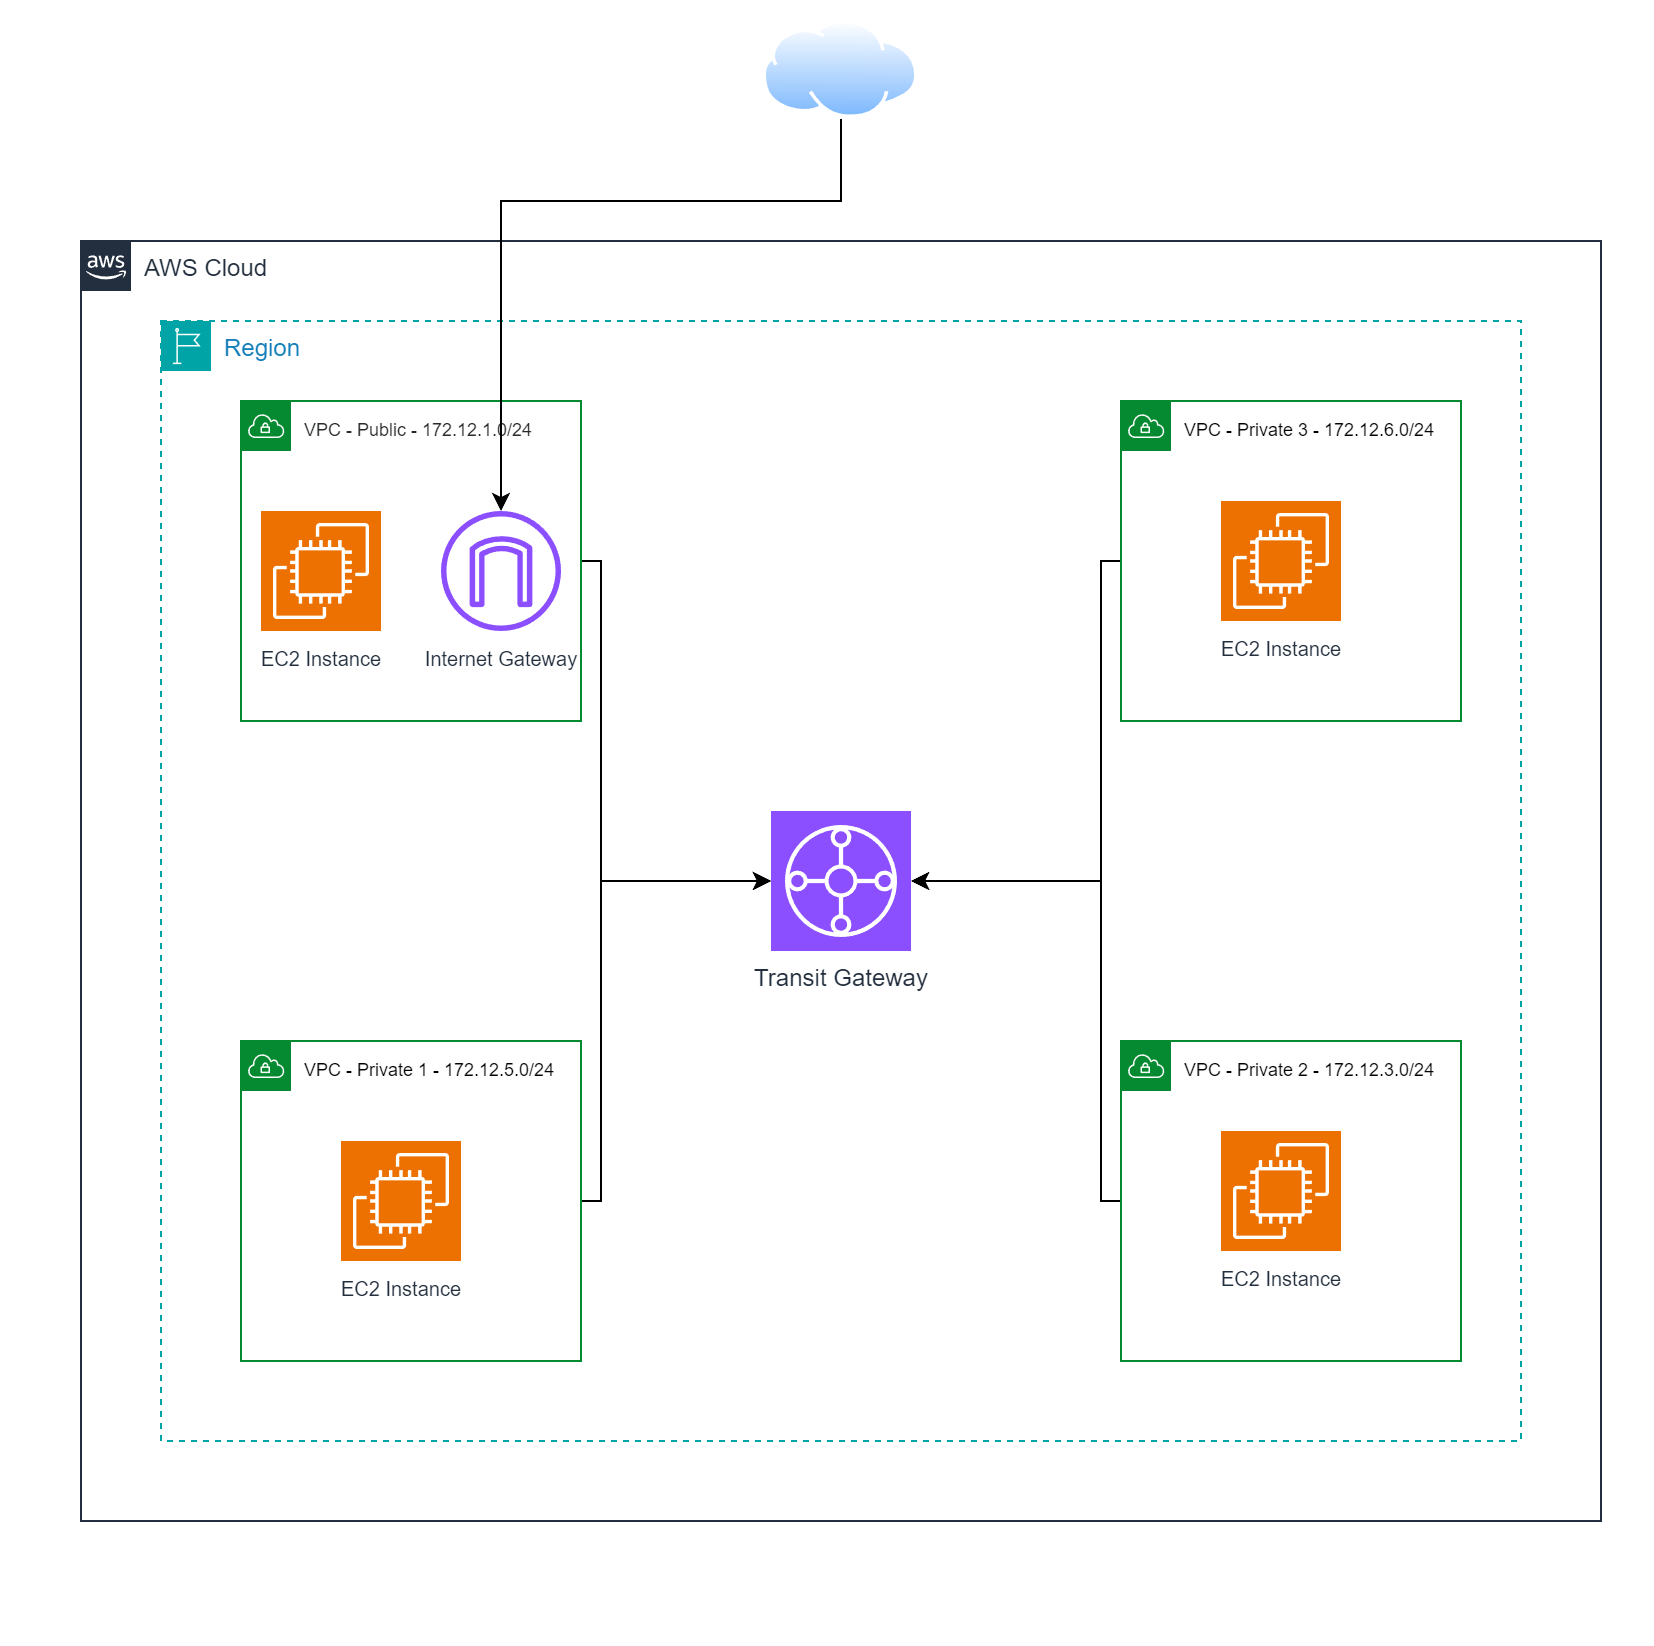 aws
AWS Cloud
Region
VPC - Public - 172.12.1.0/24
VPC - Private 3 - 172.12.6.0/24
EC2 Instance
Internet Gateway
EC2 Instance
Transit Gateway
VPC - Private 1 - 172.12.5.0/24
VPC - Private 2 - 172.12.3.0/24
EC2 Instance
EC2 Instance